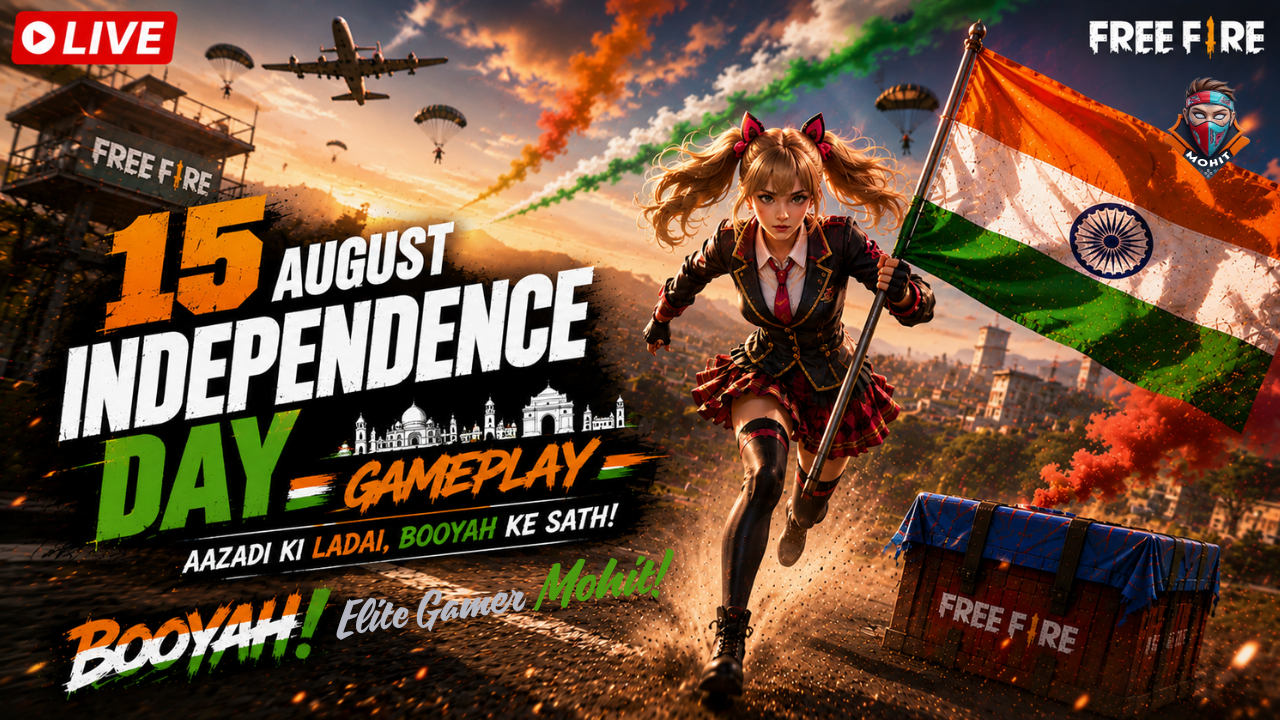 LIVE
FREE FIRE
MOHIT
FREE FIRE
15 AUGUST
INDEPENDENCE
DAY
GAMEPLAY
AAZADI KI LADAI, BOOYAH KE SATH!
BOOYAH! Elite Gamer Mohit!
FREE FIRE